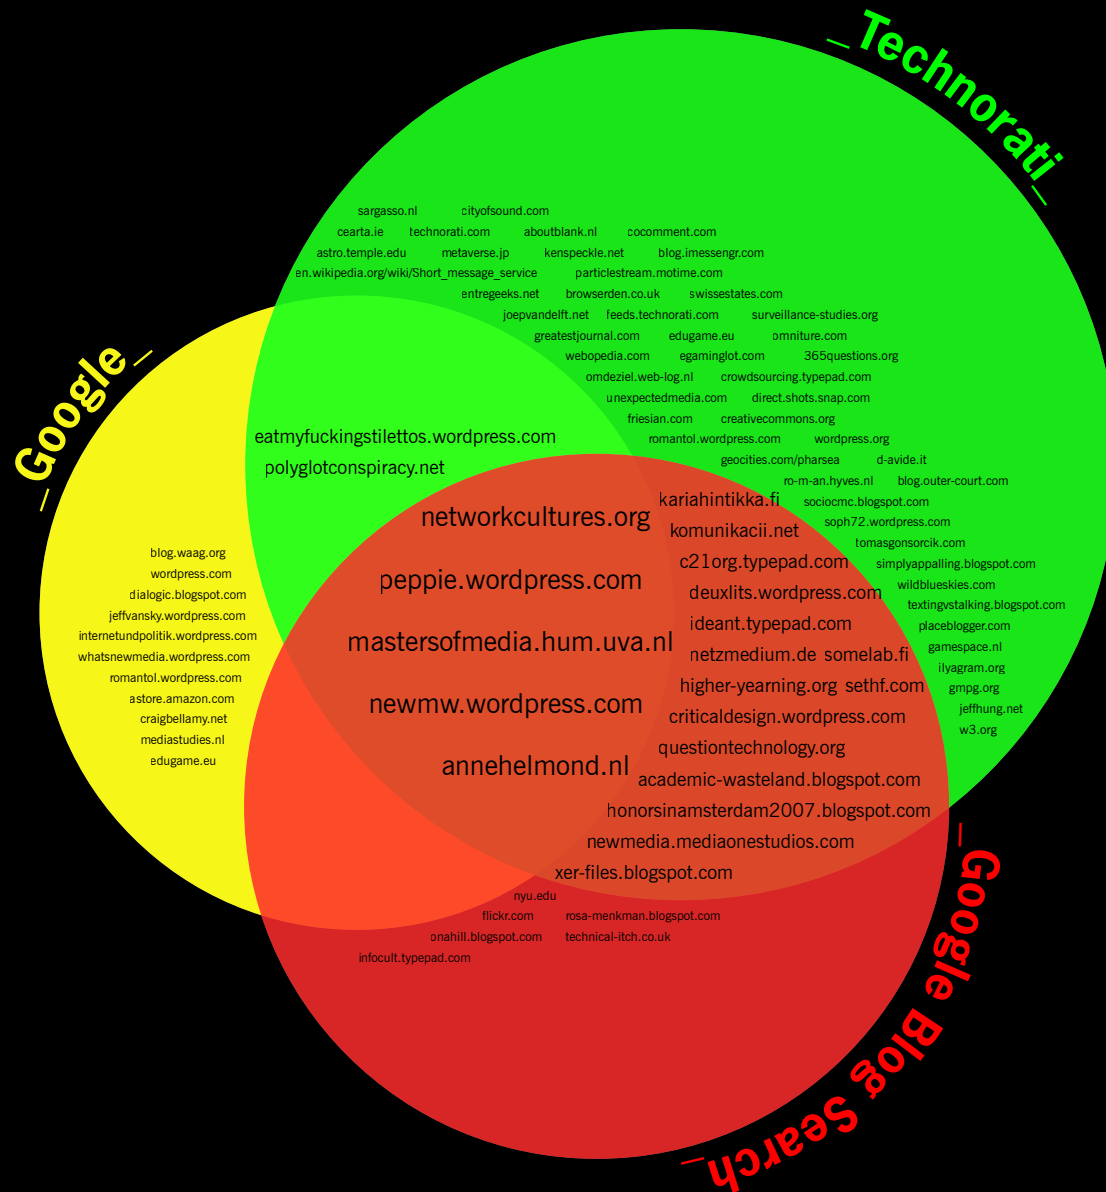 _Technorati_
sargasso.nl cityofsound.com
cearta.ie technorati.com aboutblank.nl cocomment.com
astro.temple.edu metaverse.jp kenspeckle.net blog.imessengr.com
en.wikipedia.org/wiki/Short_message_service particlestream.motime.com
entregeeks.net browserden.co.uk swissestates.com
joepvandelft.net feeds.technorati.com surveillance-studies.org
greatestjournal.com edugame.eu omniture.com
webopedia.com egaminglot.com 365questions.org
omdeziel.web-log.nl crowdsourcing.typepad.com
unexpectedmedia.com direct.shots.snap.com
friesian.com creativecommons.org
romantol.wordpress.com wordpress.org
geocities.com/pharsea d-avide.it
ro-m-an.hyves.nl blog.outer-court.com
sociocmc.blogspot.com
soph72.wordpress.com
tomasgonsorcik.com
simplyappalling.blogspot.com
wildblueskies.com
textingvstalking.blogspot.com
placeblogger.com
gamespace.nl
ilyagram.org
gmpg.org
jeffhung.net
w3.org
_Google_
eatmyfuckingstilettos.wordpress.com
polyglotconspiracy.net
blog.waag.org
wordpress.com
dialogic.blogspot.com
jeffvansky.wordpress.com
internetundpolitik.wordpress.com
whatsnewmedia.wordpress.com
romantol.wordpress.com
astore.amazon.com
craigbellamy.net
mediastudies.nl
edugame.eu
networkcultures.org
peppie.wordpress.com
mastersofmedia.hum.uva.nl
newmw.wordpress.com
annehelmond.nl
kariahintikka.fi
komunikacii.net
c21org.typepad.com
deuxlits.wordpress.com
ideant.typepad.com
netzmedium.de somelab.fi
higher-yearning.org sethf.com
criticaldesign.wordpress.com
questiontechnology.org
academic-wasteland.blogspot.com
honorsinamsterdam2007.blogspot.com
newmedia.mediaonestudios.com
xer-files.blogspot.com
nyu.edu
flickr.com rosa-menkman.blogspot.com
onahill.blogspot.com technical-itch.co.uk
infocult.typepad.com
_Google Blog Search_